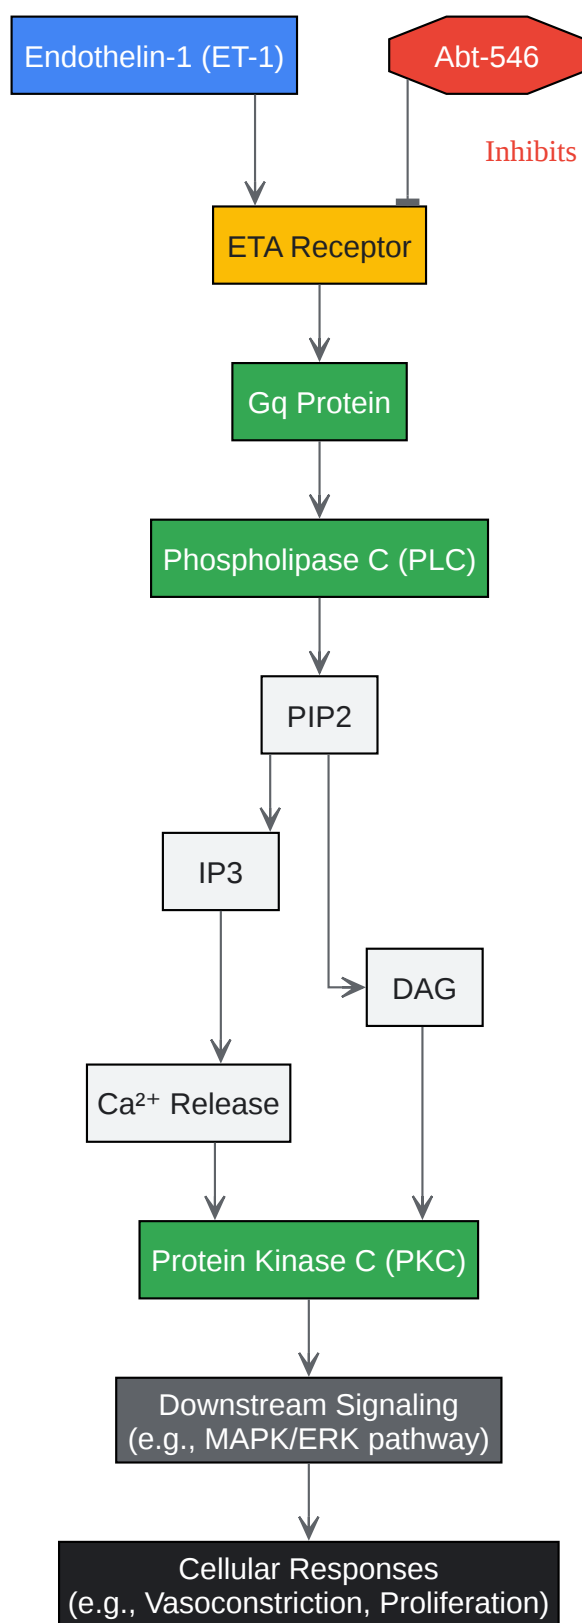 Endothelin-1 (ET-1)
Abt-546
Inhibits
ETA Receptor
Gq Protein
Phospholipase C (PLC)
PIP2
IP3
DAG
Ca²⁺ Release
Protein Kinase C (PKC)
Downstream Signaling
(e.g., MAPK/ERK pathway)
Cellular Responses
(e.g., Vasoconstriction, Proliferation)